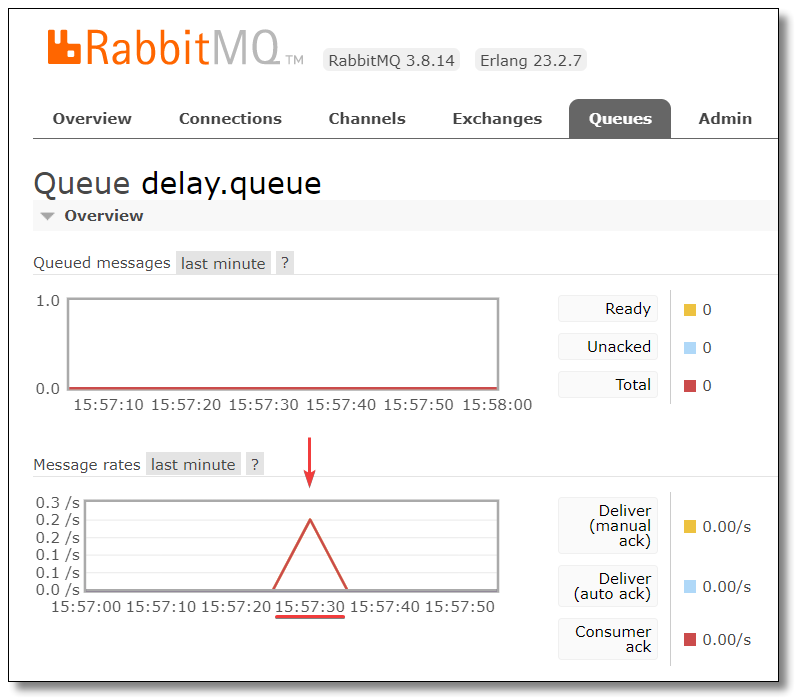 RabbitMQ TM RabbitMQ 3.8.14 Erlang 23.2.7
Overview Connections Channels Exchanges Queues Admin
Queue delay.queue
Overview
Queued messages last minute ?
1.0
0.0
15:57:10 15:57:20 15:57:30 15:57:40 15:57:50 15:58:00
Ready 0
Unacked 0
Total 0
Message rates last minute ?
0.3 /s
0.2 /s
0.2 /s
0.1 /s
0.1 /s
0.0 /s
15:57:00 15:57:10 15:57:20 15:57:30 15:57:40 15:57:50
Deliver
(manual 0.00/s
ack)
Deliver
(auto ack) 0.00/s
Consumer
ack 0.00/s